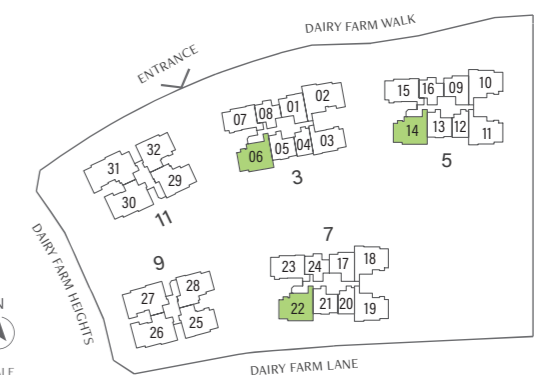 DAIRY FARM WALK
ENTRANCE
15 16 09 10
14 13 12 11
5
07 08 01 02
06 05 04 03
3
32
31
29
30
11
DAIRY FARM HEIGHTS
7
23 24 17 18
22 21 20 19
9
28
27
25
26
N
DAIRY FARM LANE